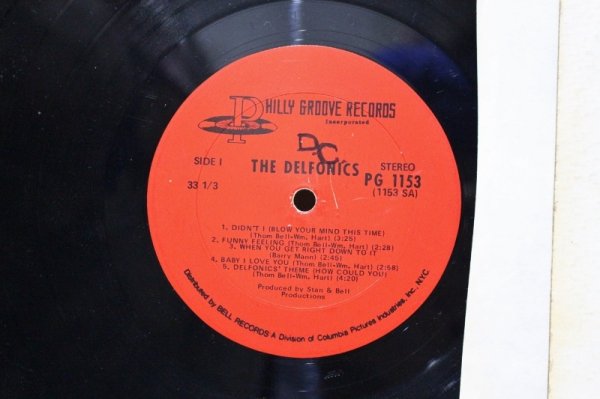 PHILLY GROOVE RECORDS
Incorporated
D.C.
THE DELFONICS
SIDE I
STEREO
33 1/3
PG 1153
(1153 SA)
1. DIDN'T I (BLOW YOUR MIND THIS TIME)
(Thom Bell-Wm. Hart) (3:25)
2. FUNNY FEELING (Thom Bell-Wm. Hart) (2:28)
3. WHEN YOU GET RIGHT DOWN TO IT
(Barry Mann) (2:45)
4. BABY I LOVE YOU (Thom Bell-Wm. Hart) (2:58)
5. DELFONICS' THEME (HOW COULD YOU)
(Thom Bell-Wm. Hart) (4:20)
Produced by Stan & Bell
Productions
Distributed by BELL RECORDS A Division of Columbia Pictures Industries, Inc. N.Y.C.